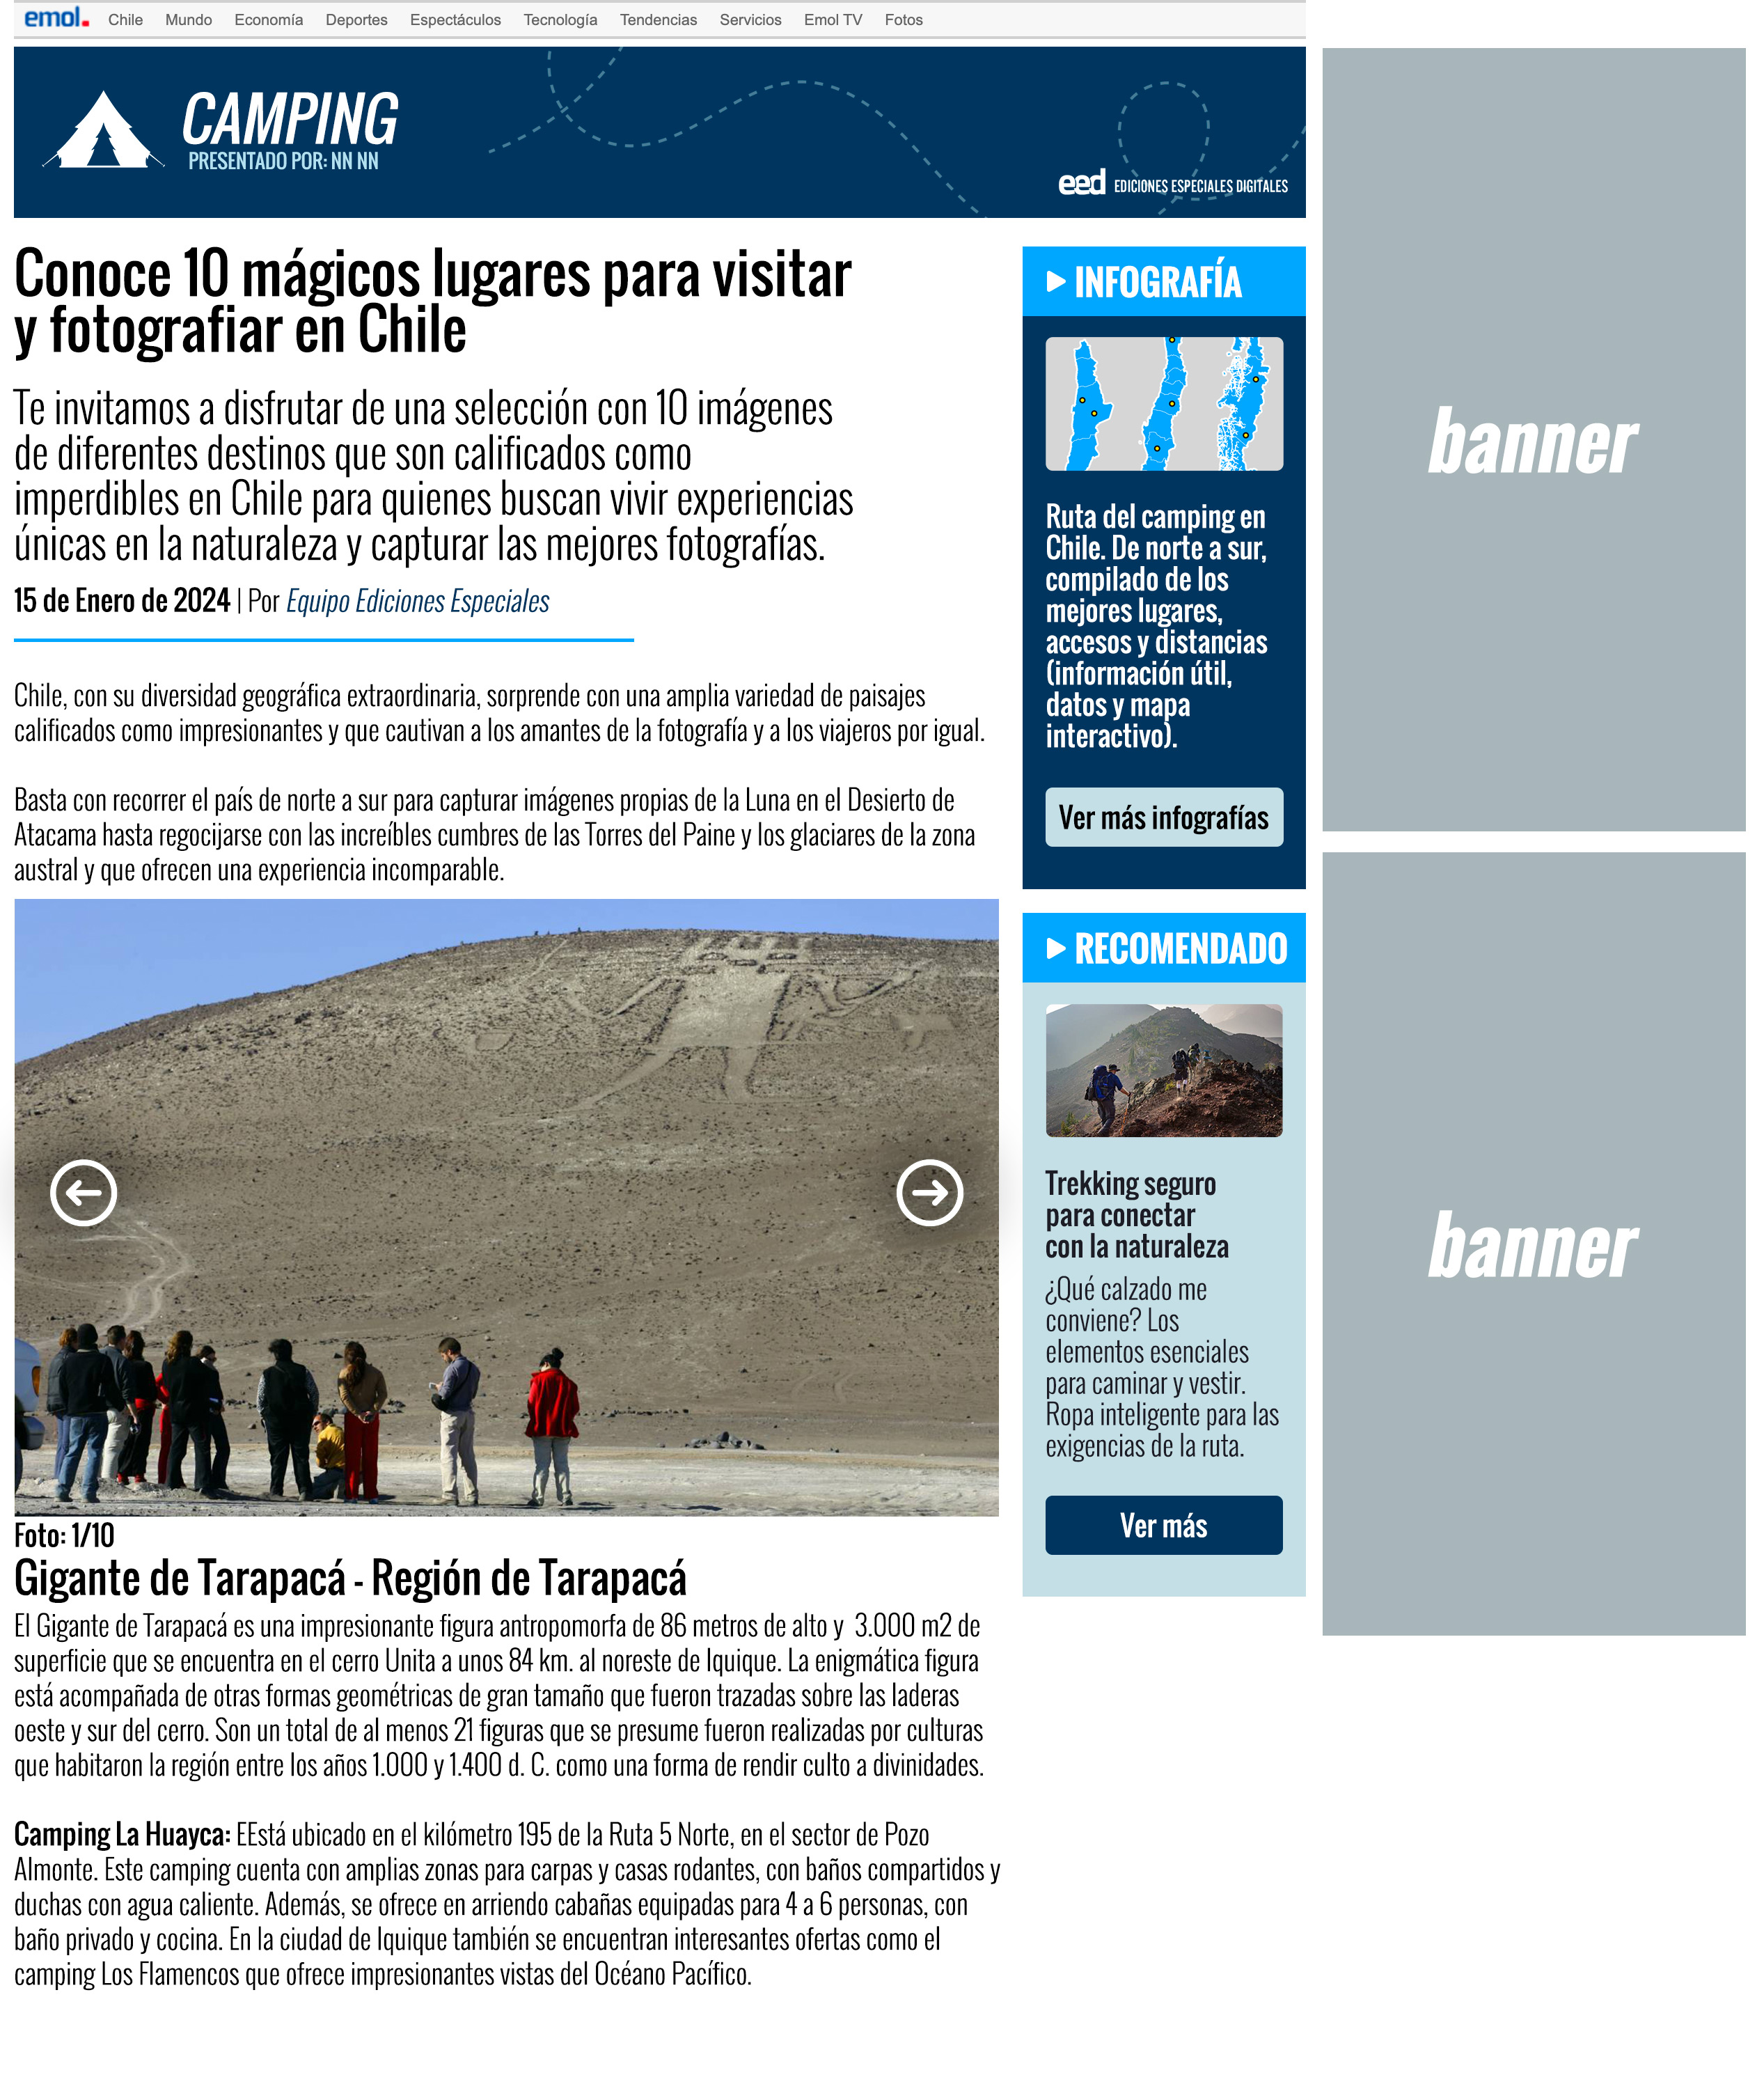 emol.
Chile Mundo Economía Deportes Espectáculos Tecnología Tendencias Servicios Emol TV Fotos
CAMPING
PRESENTADO POR: NN NN
eed EDICIONES ESPECIALES DIGITALES
Conoce 10 mágicos lugares para visitar
y fotografiar en Chile
Te invitamos a disfrutar de una selección con 10 imágenes
de diferentes destinos que son calificados como
imperdibles en Chile para quienes buscan vivir experiencias
únicas en la naturaleza y capturar las mejores fotografías.
15 de Enero de 2024 | Por Equipo Ediciones Especiales
Chile, con su diversidad geográfica extraordinaria, sorprende con una amplia variedad de paisajes
calificados como impresionantes y que cautivan a los amantes de la fotografía y a los viajeros por igual.
Basta con recorrer el país de norte a sur para capturar imágenes propias de la Luna en el Desierto de
Atacama hasta regocijarse con las increíbles cumbres de las Torres del Paine y los glaciares de la zona
austral y que ofrecen una experiencia incomparable.
Foto: 1/10
Gigante de Tarapacá - Región de Tarapacá
El Gigante de Tarapacá es una impresionante figura antropomorfa de 86 metros de alto y 3.000 m2 de
superficie que se encuentra en el cerro Unita a unos 84 km. al noreste de Iquique. La enigmática figura
está acompañada de otras formas geométricas de gran tamaño que fueron trazadas sobre las laderas
oeste y sur del cerro. Son un total de al menos 21 figuras que se presume fueron realizadas por culturas
que habitaron la región entre los años 1.000 y 1.400 d. C. como una forma de rendir culto a divinidades.
Camping La Huayca: EEstá ubicado en el kilómetro 195 de la Ruta 5 Norte, en el sector de Pozo
Almonte. Este camping cuenta con amplias zonas para carpas y casas rodantes, con baños compartidos y
duchas con agua caliente. Además, se ofrece en arriendo cabañas equipadas para 4 a 6 personas, con
baño privado y cocina. En la ciudad de Iquique también se encuentran interesantes ofertas como el
camping Los Flamencos que ofrece impresionantes vistas del Océano Pacífico.
INFOGRAFÍA
Ruta del camping en
Chile. De norte a sur,
compilado de los
mejores lugares,
accesos y distancias
(información útil,
datos y mapa
interactivo).
Ver más infografías
RECOMENDADO
Trekking seguro
para conectar
con la naturaleza
¿Qué calzado me
conviene? Los
elementos esenciales
para caminar y vestir.
Ropa inteligente para las
exigencias de la ruta.
Ver más
banner
banner